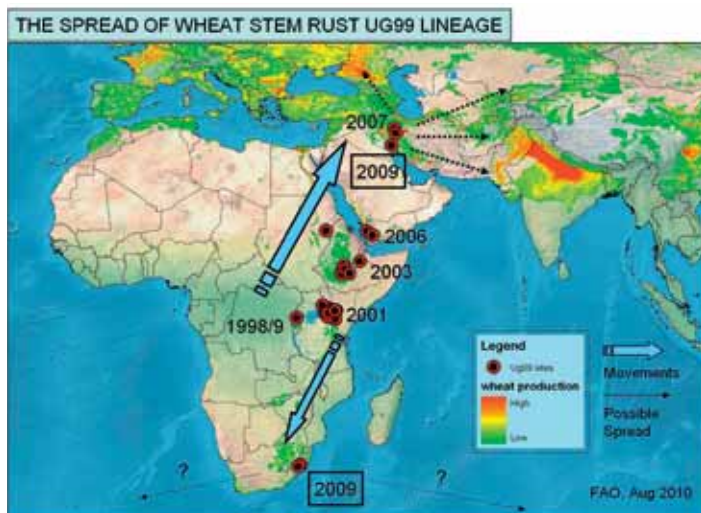 THE SPREAD OF WHEAT STEM RUST UG99 LINEAGE
2007
2009
2006
2003
1998/9
2001
Legend
Ug99 sites
wheat production
High
Low
Movements
Possible
Spread
?
2009
?
FAO, Aug 2010